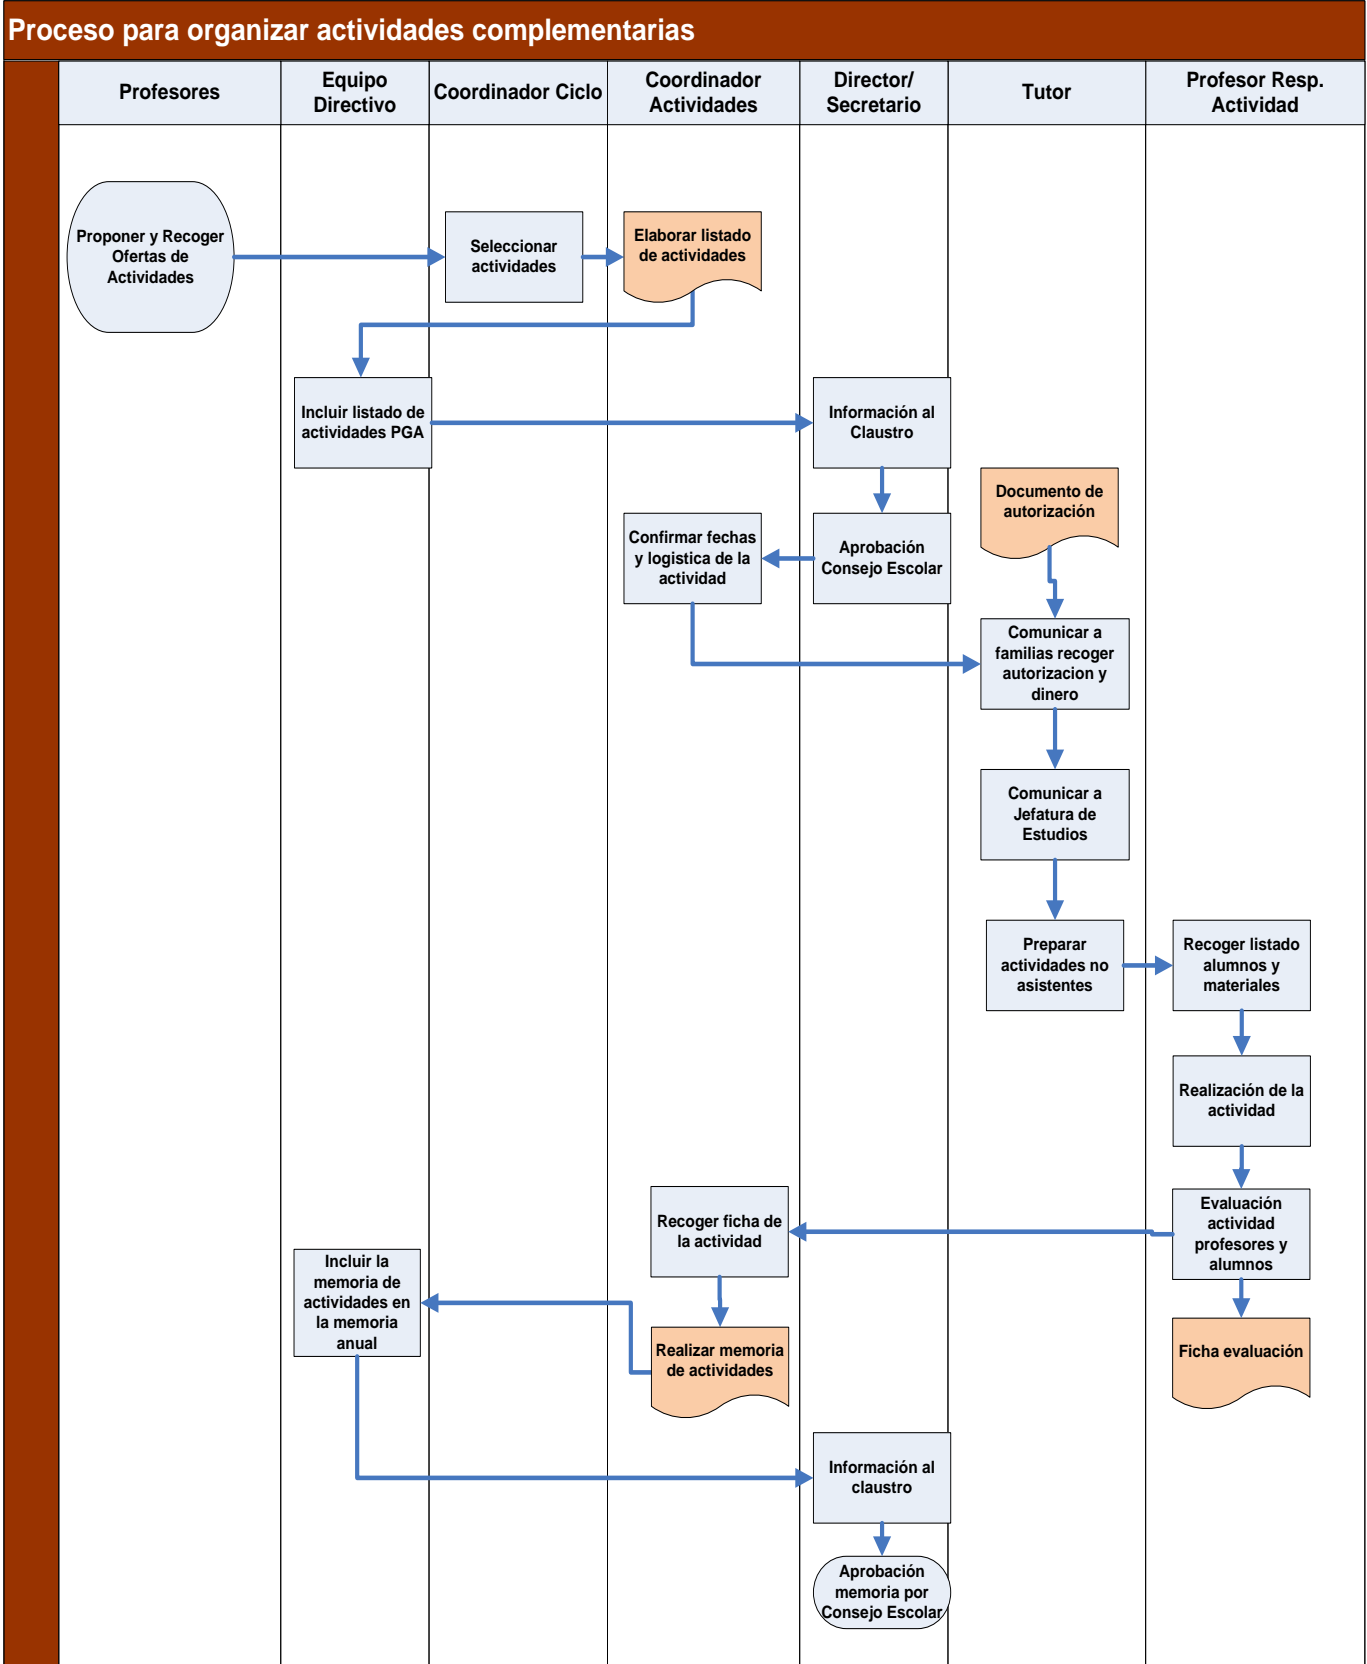 Proceso para organizar actividades complementarias
Profesores
Equipo
Directivo
Coordinador Ciclo
Coordinador
Actividades
Director/
Secretario
Tutor
Profesor Resp.
Actividad
Proponer y Recoger
Ofertas de
Actividades
Seleccionar
actividades
Elaborar listado
de actividades
Incluir listado de
actividades PGA
Información al
Claustro
Documento de
autorización
Confirmar fechas
y logistica de la
actividad
Aprobación
Consejo Escolar
Comunicar a
familias recoger
autorizacion y
dinero
Comunicar a
Jefatura de
Estudios
Preparar
actividades no
asistentes
Recoger listado
alumnos y
materiales
Realización de la
actividad
Evaluación
actividad
profesores y
alumnos
Recoger ficha de
la actividad
Incluir la
memoria de
actividades en
la memoria
anual
Realizar memoria
de actividades
Ficha evaluación
Información al
claustro
Aprobación
memoria por
Consejo Escolar